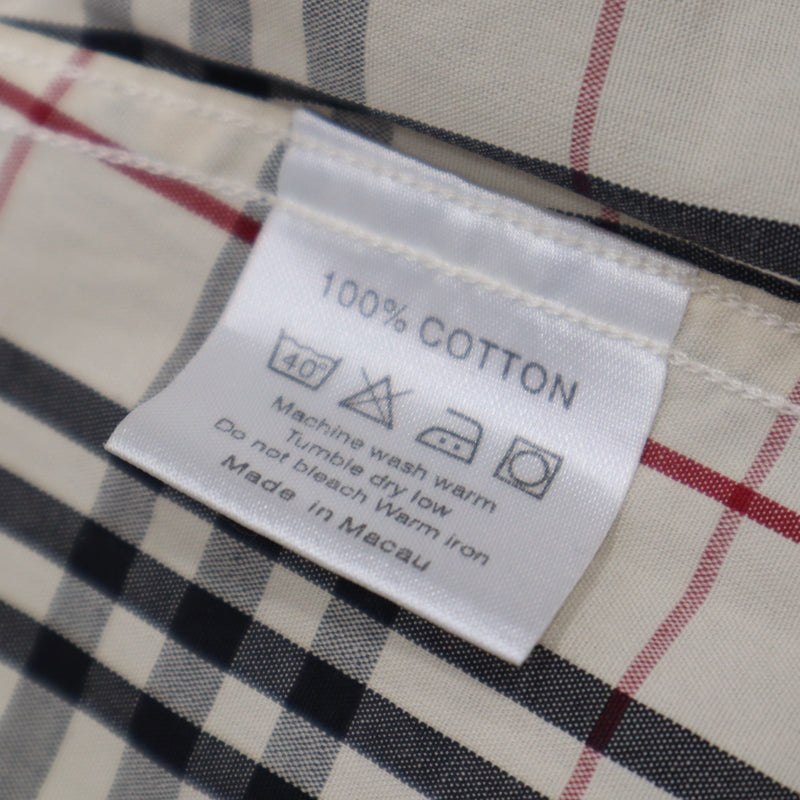 100% COTTON
40°
Machine wash warm
Tumble dry low
Do not bleach Warm iron
Made in Macau